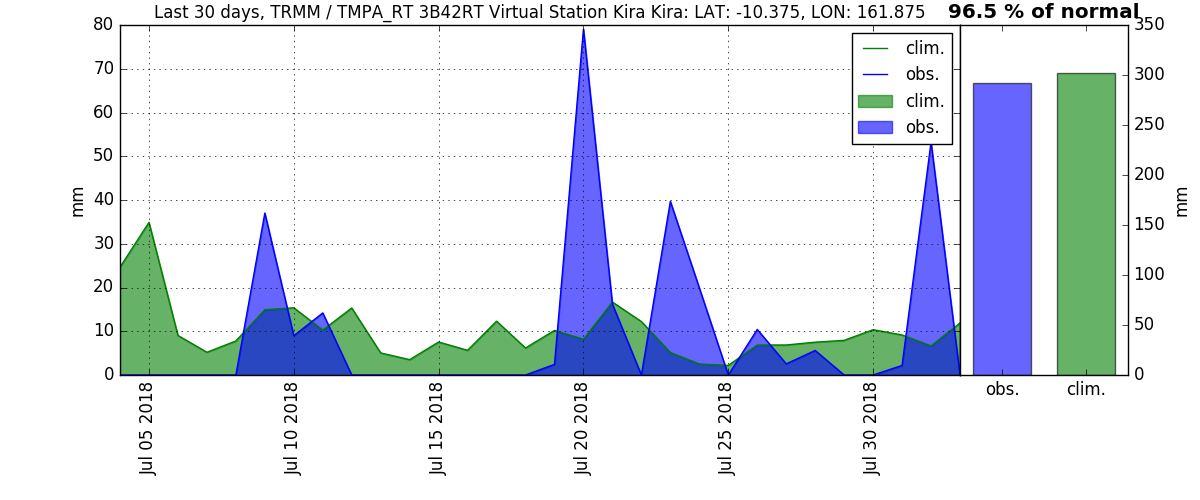 Last 30 days, TRMM / TMPA_RT 3B42RT Virtual Station Kira Kira: LAT: -10.375, LON: 161.875
96.5 % of normal
80
70
60
50
40
30
20
10
0
mm
clim.
obs.
clim.
obs.
350
300
250
200
150
100
50
0
mm
Jul 05 2018
Jul 10 2018
Jul 15 2018
Jul 20 2018
Jul 25 2018
Jul 30 2018
obs.
clim.